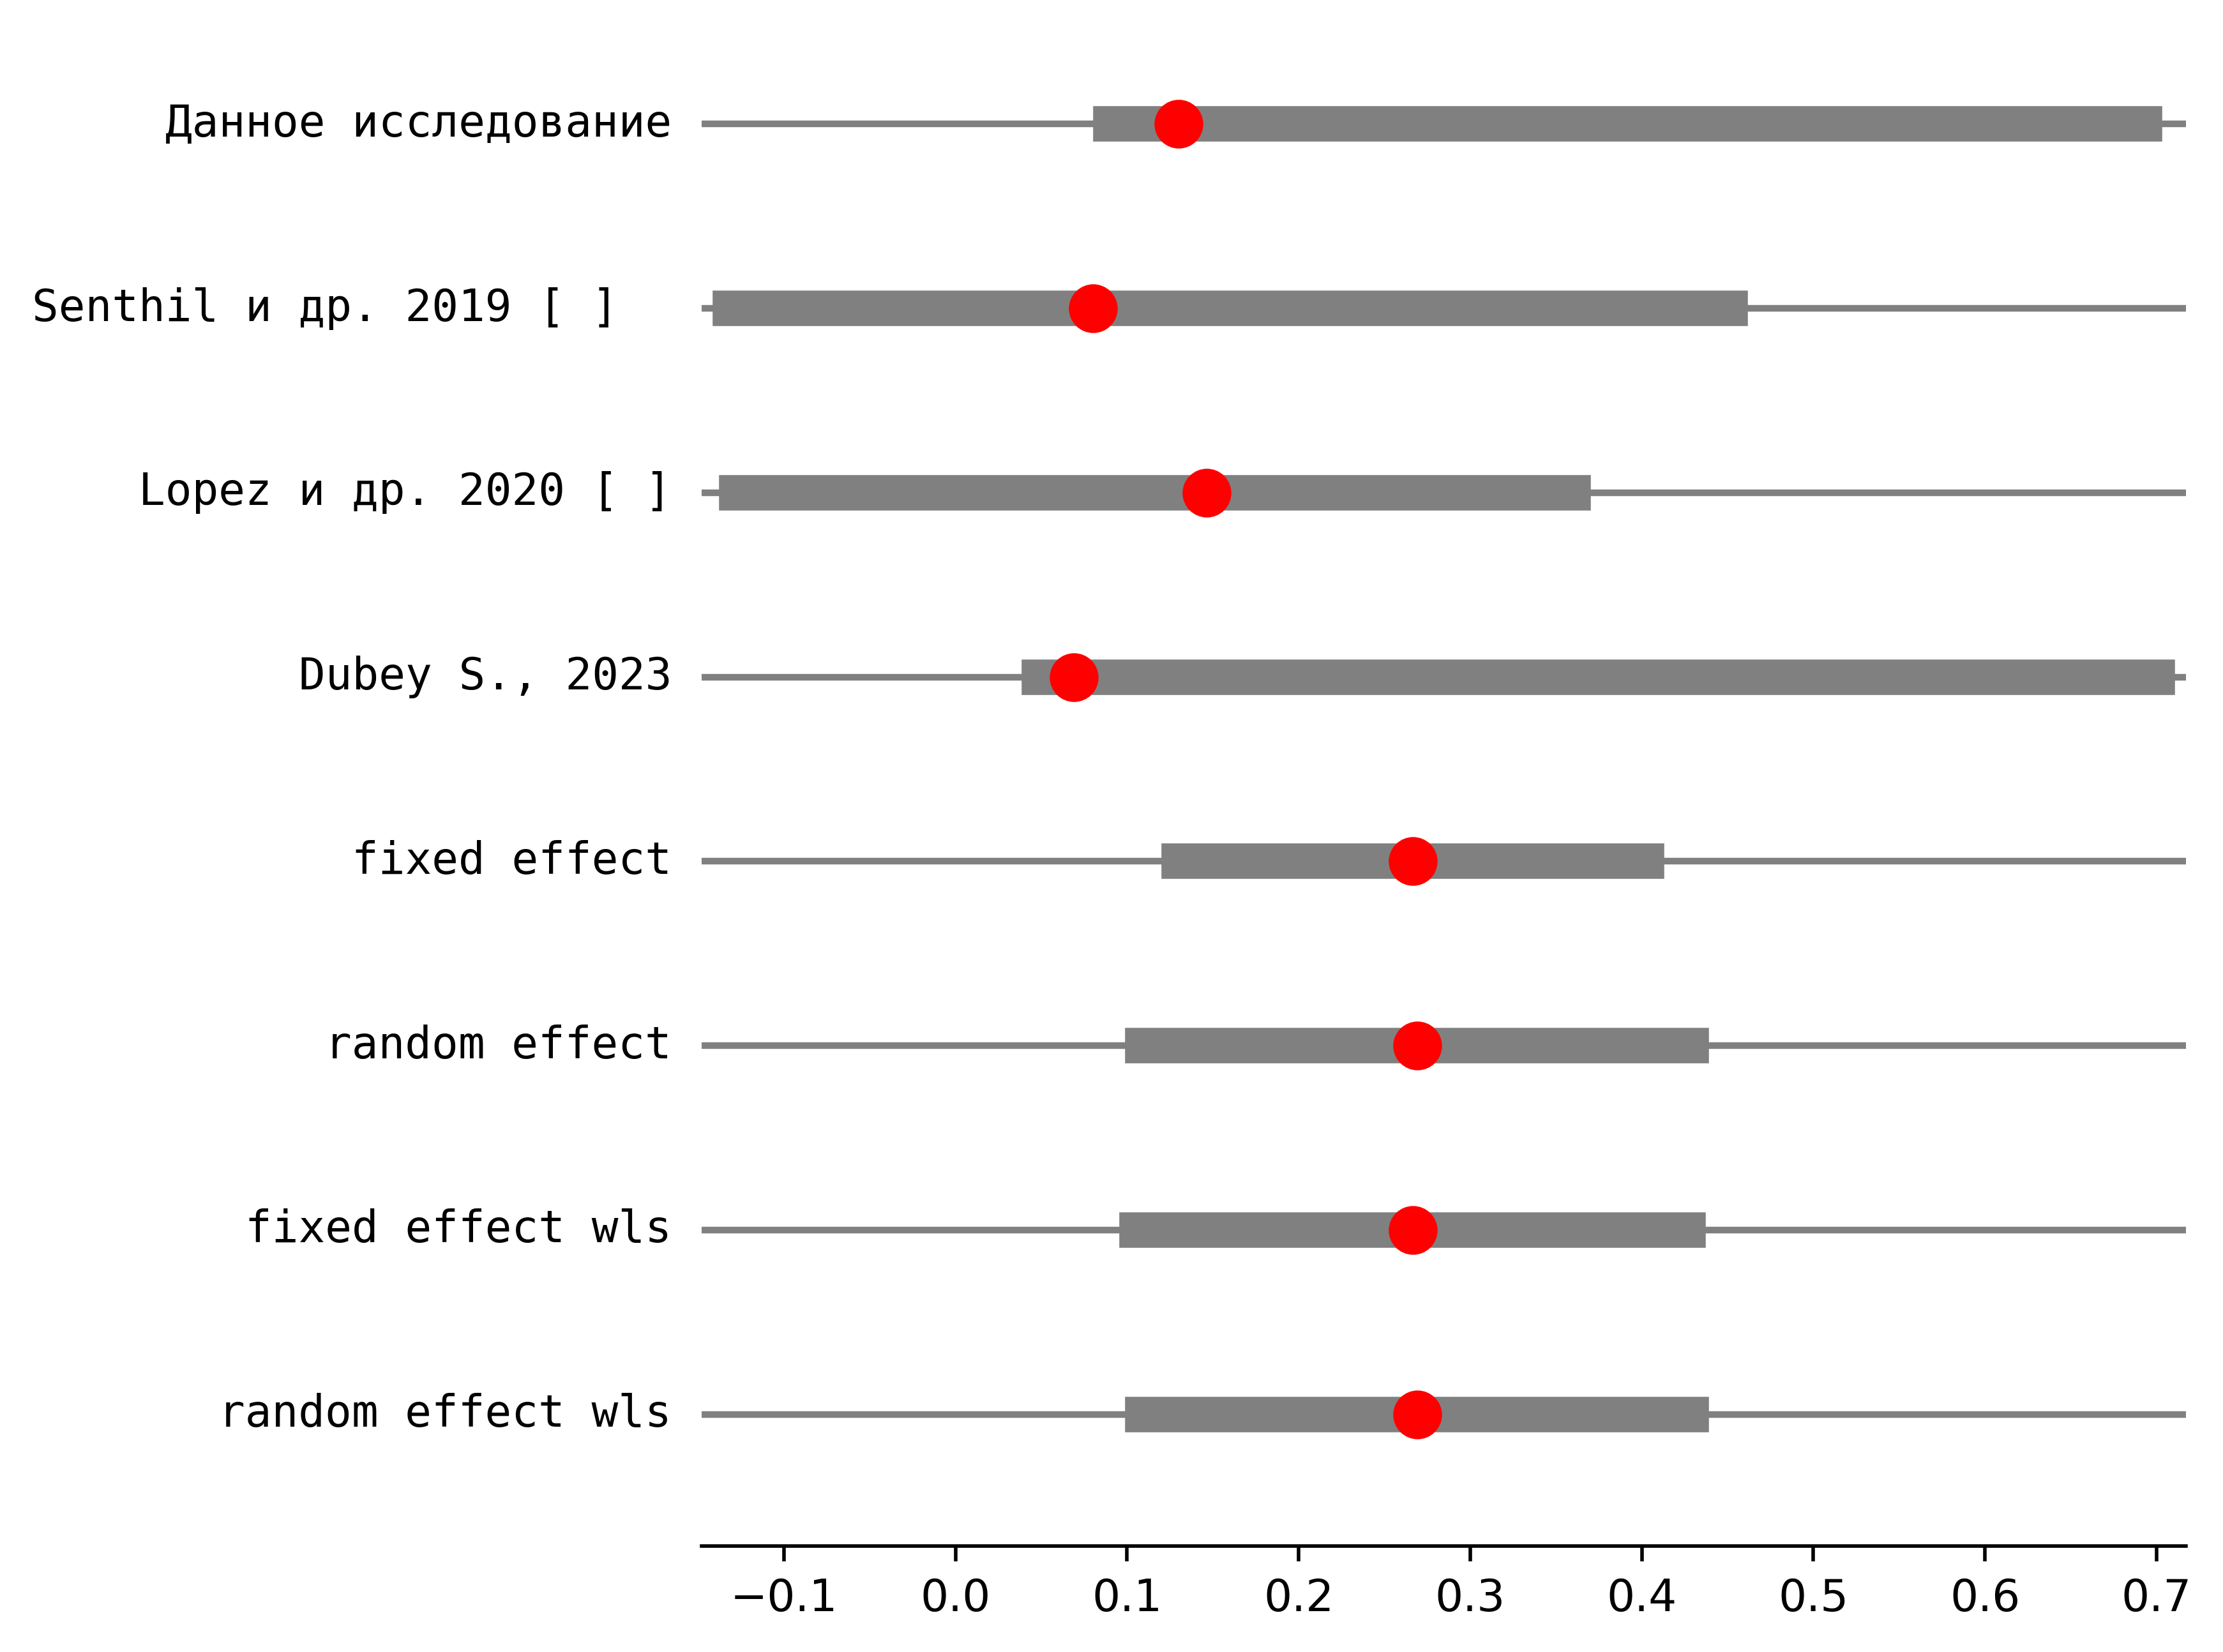 Данное исследование
Senthil и др. 2019 [ ]
Lopez и др. 2020 [ ]
Dubey S., 2023
fixed effect
random effect
fixed effect wls
random effect wls
−0.1 0.0 0.1 0.2 0.3 0.4 0.5 0.6 0.7